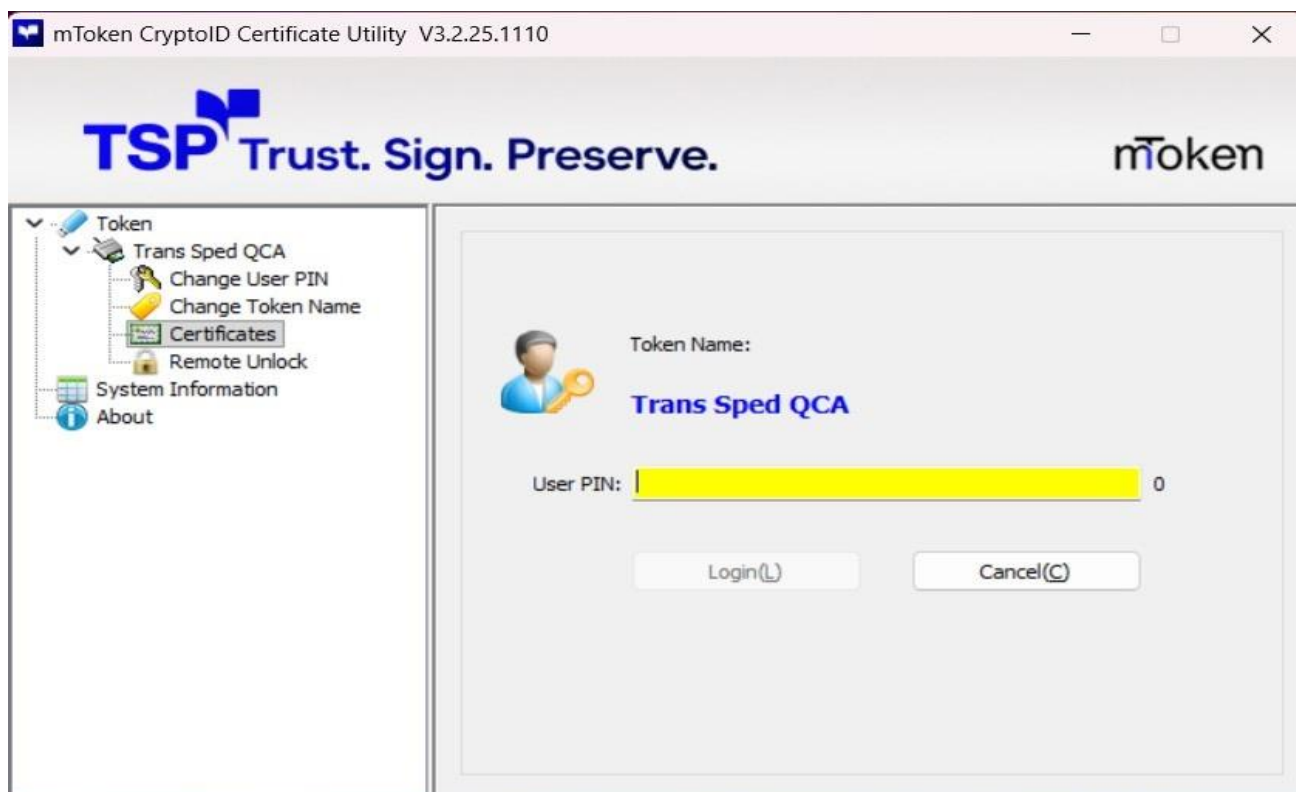 mToken CryptoID Certificate Utility V3.2.25.1110
TSP Trust. Sign. Preserve.
mToken
Token
Trans Sped QCA
Change User PIN
Change Token Name
Certificates
Remote Unlock
System Information
About
Token Name:
Trans Sped QCA
User PIN: 0
Login(L) Cancel(C)